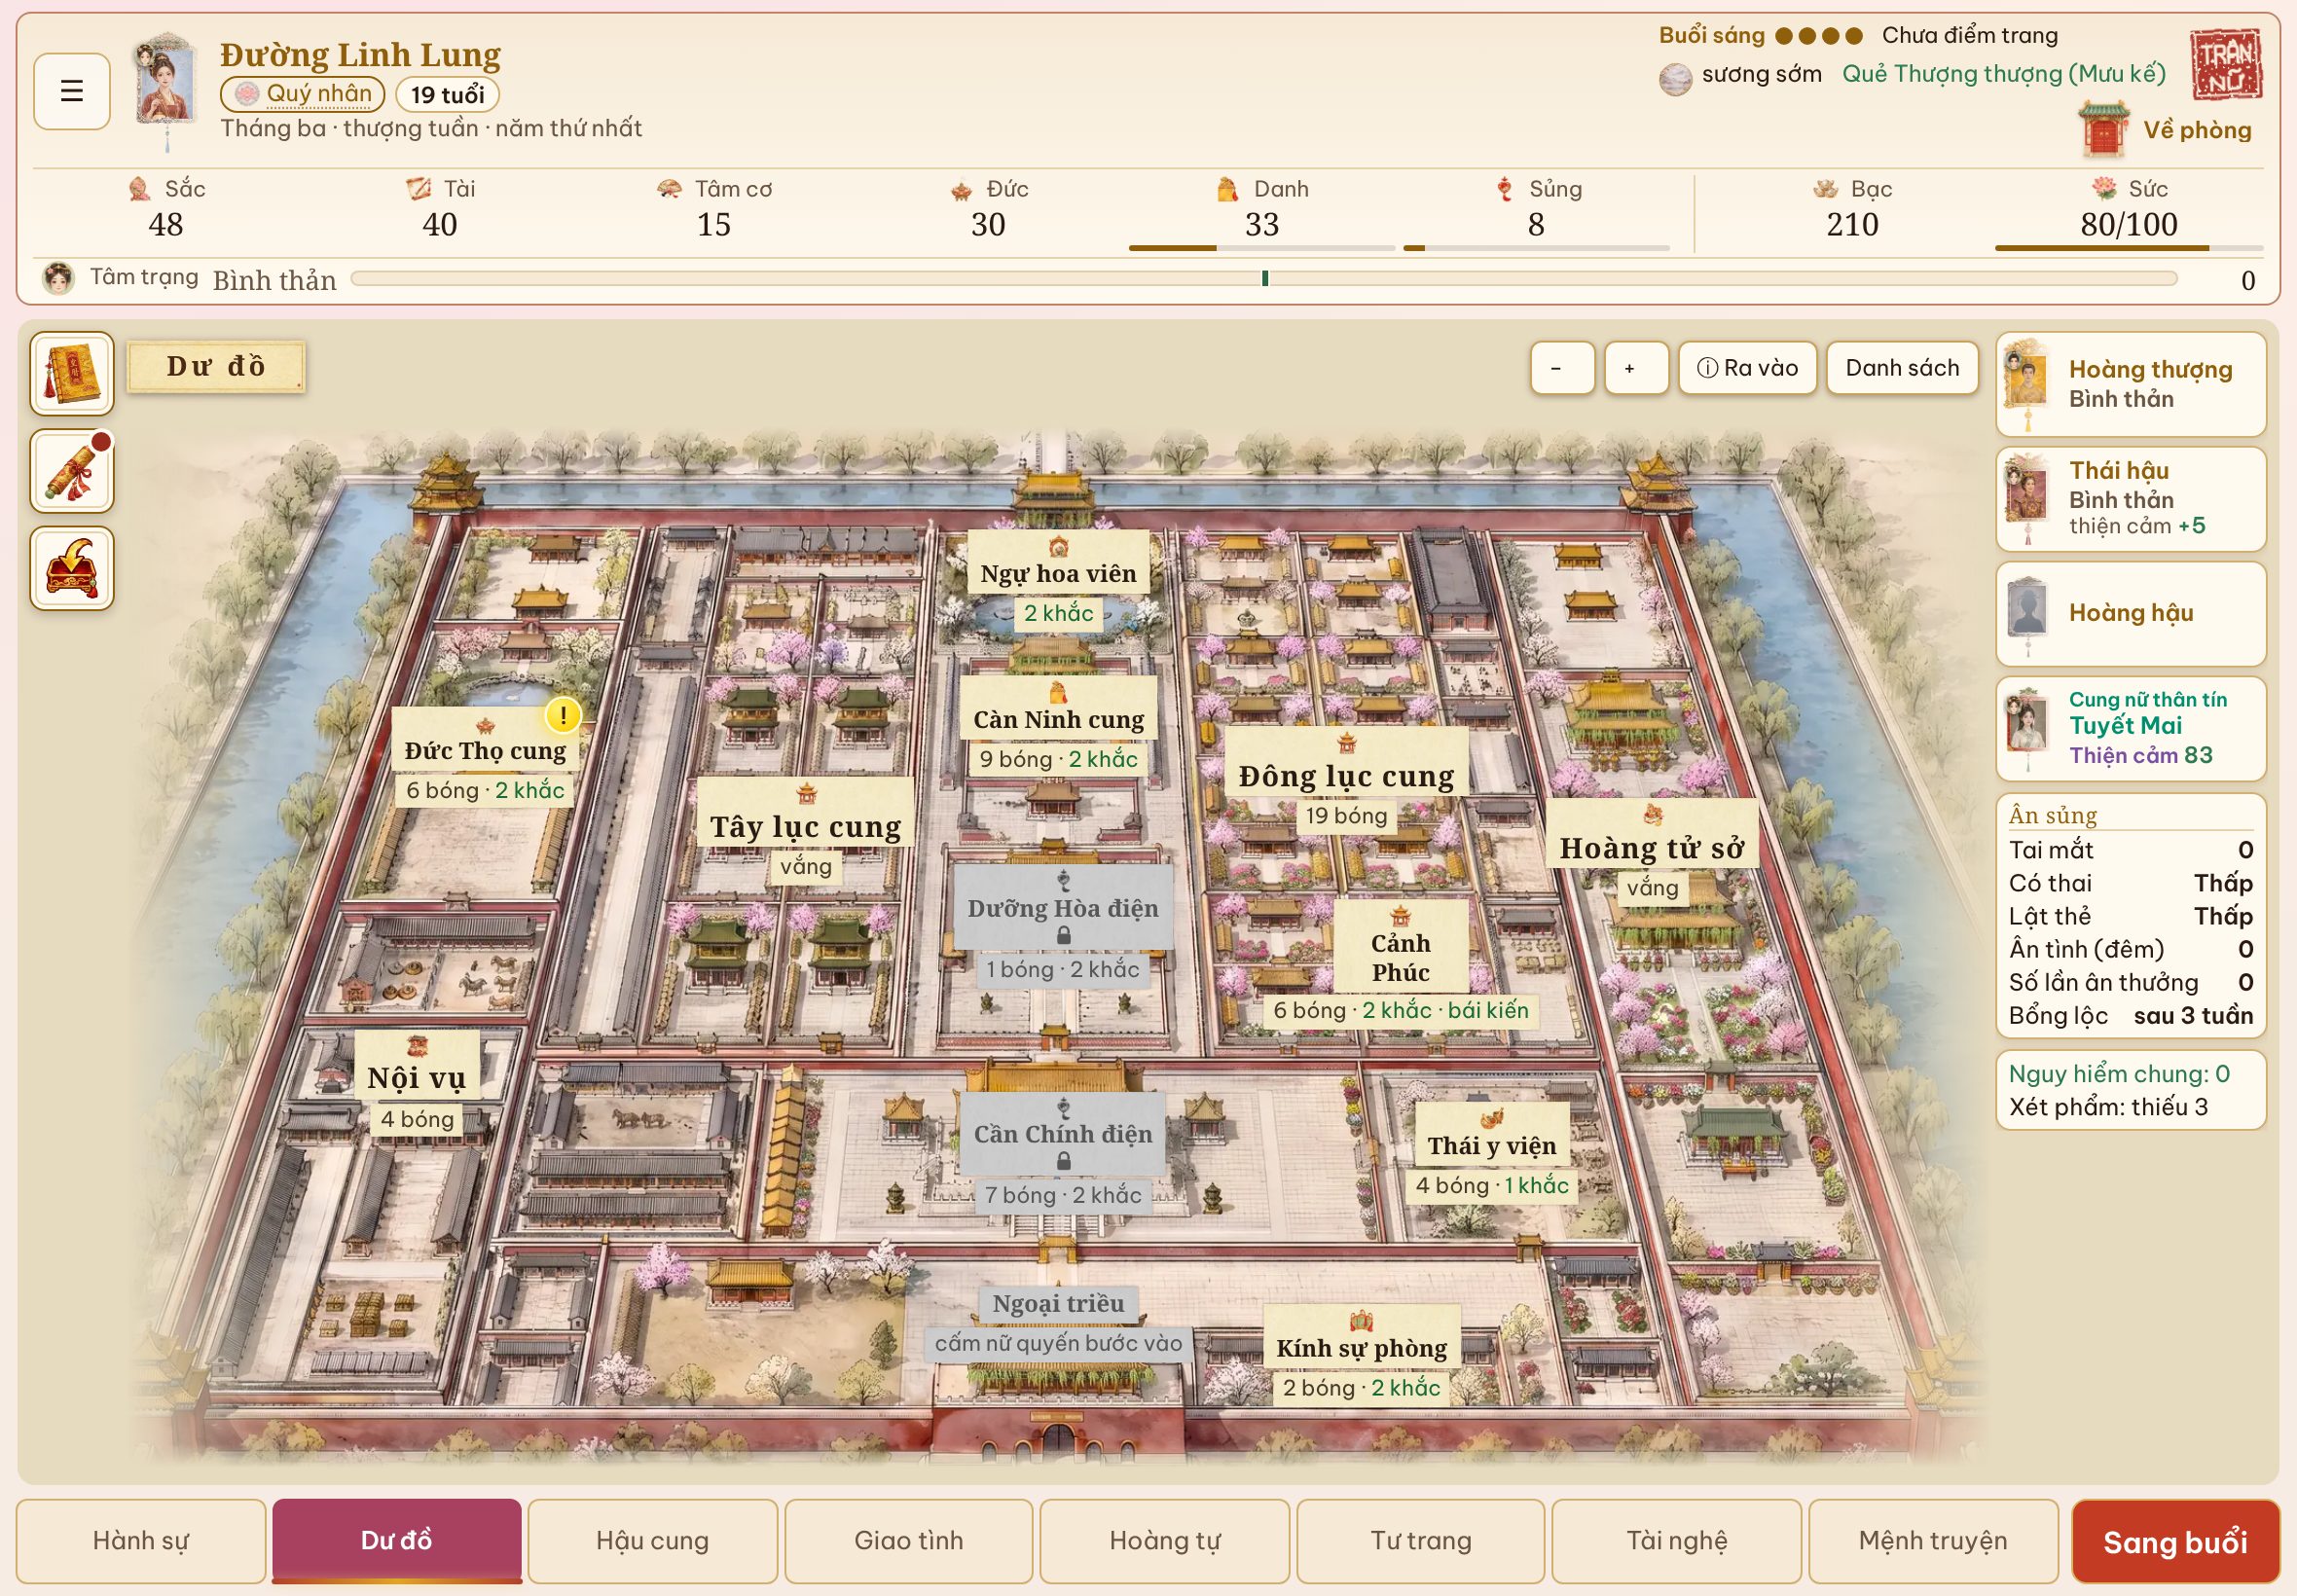 ☰
Đường Linh Lung
Quý nhân 19 tuổi
Tháng ba · thượng tuần · năm thứ nhất
Buổi sáng Chưa điểm trang
sương sớm Quẻ Thượng thượng (Mưu kế)
TRÂN NỮ
Về phòng
Sắc Tài Tâm cơ Đức Danh Sủng Bạc Sức
48 40 15 30 33 8 210 80/100
Tâm trạng Bình thản 0
Dư đồ
- + ⓘ Ra vào Danh sách
Ngự hoa viên
2 khắc
Càn Ninh cung
9 bóng · 2 khắc
!
Đức Thọ cung
6 bóng · 2 khắc
Tây lục cung
vắng
Đông lục cung
19 bóng
Hoàng tử sở
vắng
Dưỡng Hòa điện
1 bóng · 2 khắc
Cảnh
Phúc
6 bóng · 2 khắc · bái kiến
Nội vụ
4 bóng
Cần Chính điện
7 bóng · 2 khắc
Thái y viện
4 bóng · 1 khắc
Ngoại triều
cấm nữ quyến bước vào
Kính sự phòng
2 bóng · 2 khắc
Hoàng thượng
Bình thản
Thái hậu
Bình thản
thiện cảm +5
Hoàng hậu
Cung nữ thân tín
Tuyết Mai
Thiện cảm 83
Ân sủng
Tai mắt 0
Có thai Thấp
Lật thẻ Thấp
Ân tình (đêm) 0
Số lần ân thưởng 0
Bổng lộc sau 3 tuần
Nguy hiểm chung: 0
Xét phẩm: thiếu 3
Hành sự Dư đồ Hậu cung Giao tình Hoàng tự Tư trang Tài nghệ Mệnh truyện Sang buổi